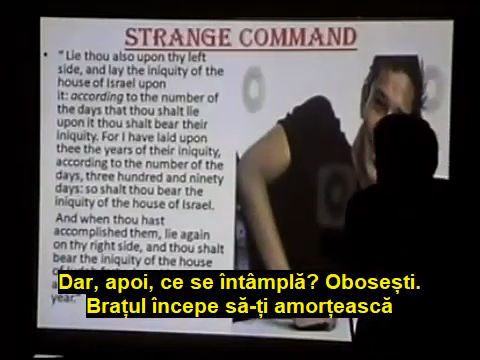 STRANGE COMMAND
• "Lie thou also upon thy left
side, and lay the iniquity of the
house of Israel upon
it: according to the number of
the days that thou shalt lie
upon it thou shalt bear their
iniquity. For I have laid upon
thee the years of their iniquity,
according to the number of the
days, three hundred and ninety
days: so shalt thou bear the
iniquity of the house of Israel.
And when thou hast
accomplished them, lie again
on thy right side, and thou shalt
bear the iniquity of the house
year."
Dar, apoi, ce se întâmplă? Obosești.
Brațul începe să-ți amorțească